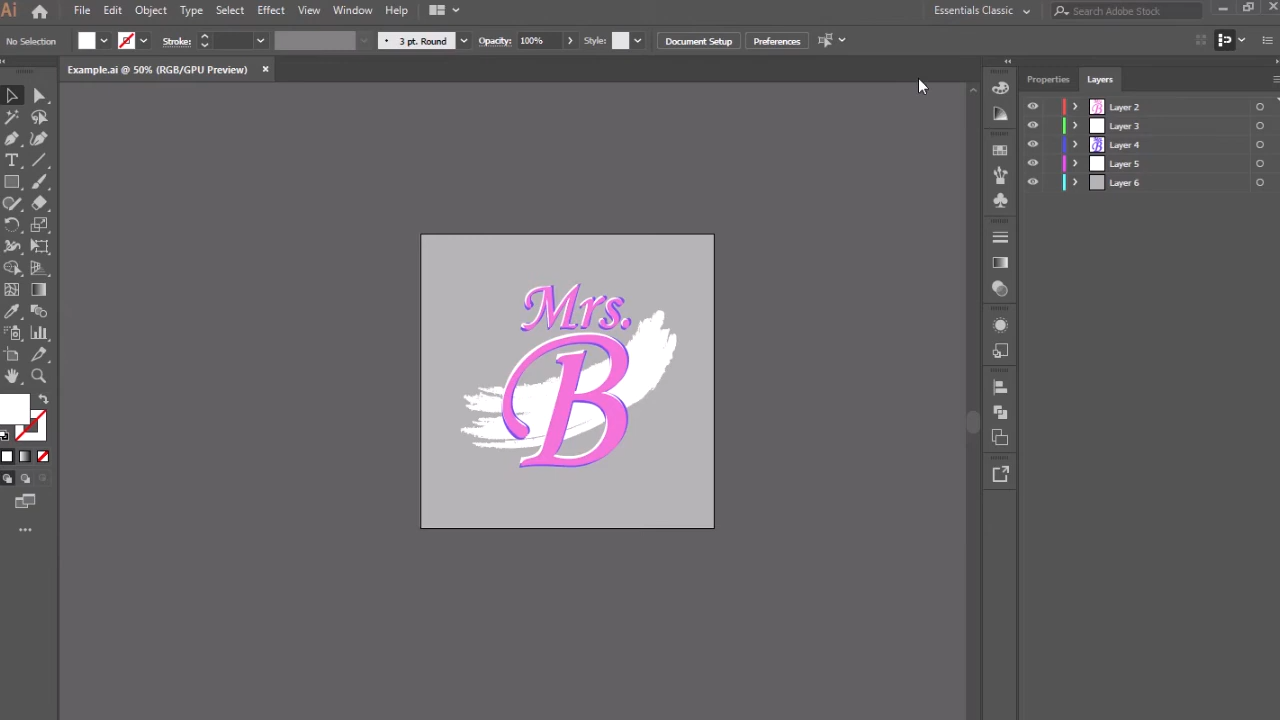 Ai File Edit Object Type Select Effect View Window Help Essentials Classic Search Adobe Stock
No Selection Stroke: 3 pt. Round Opacity: 100% Style: Document Setup Preferences
Example.ai @ 50% (RGB/GPU Preview) ×
Properties Layers
Layer 2
Layer 3
Layer 4
Layer 5
Layer 6
Mrs.
B